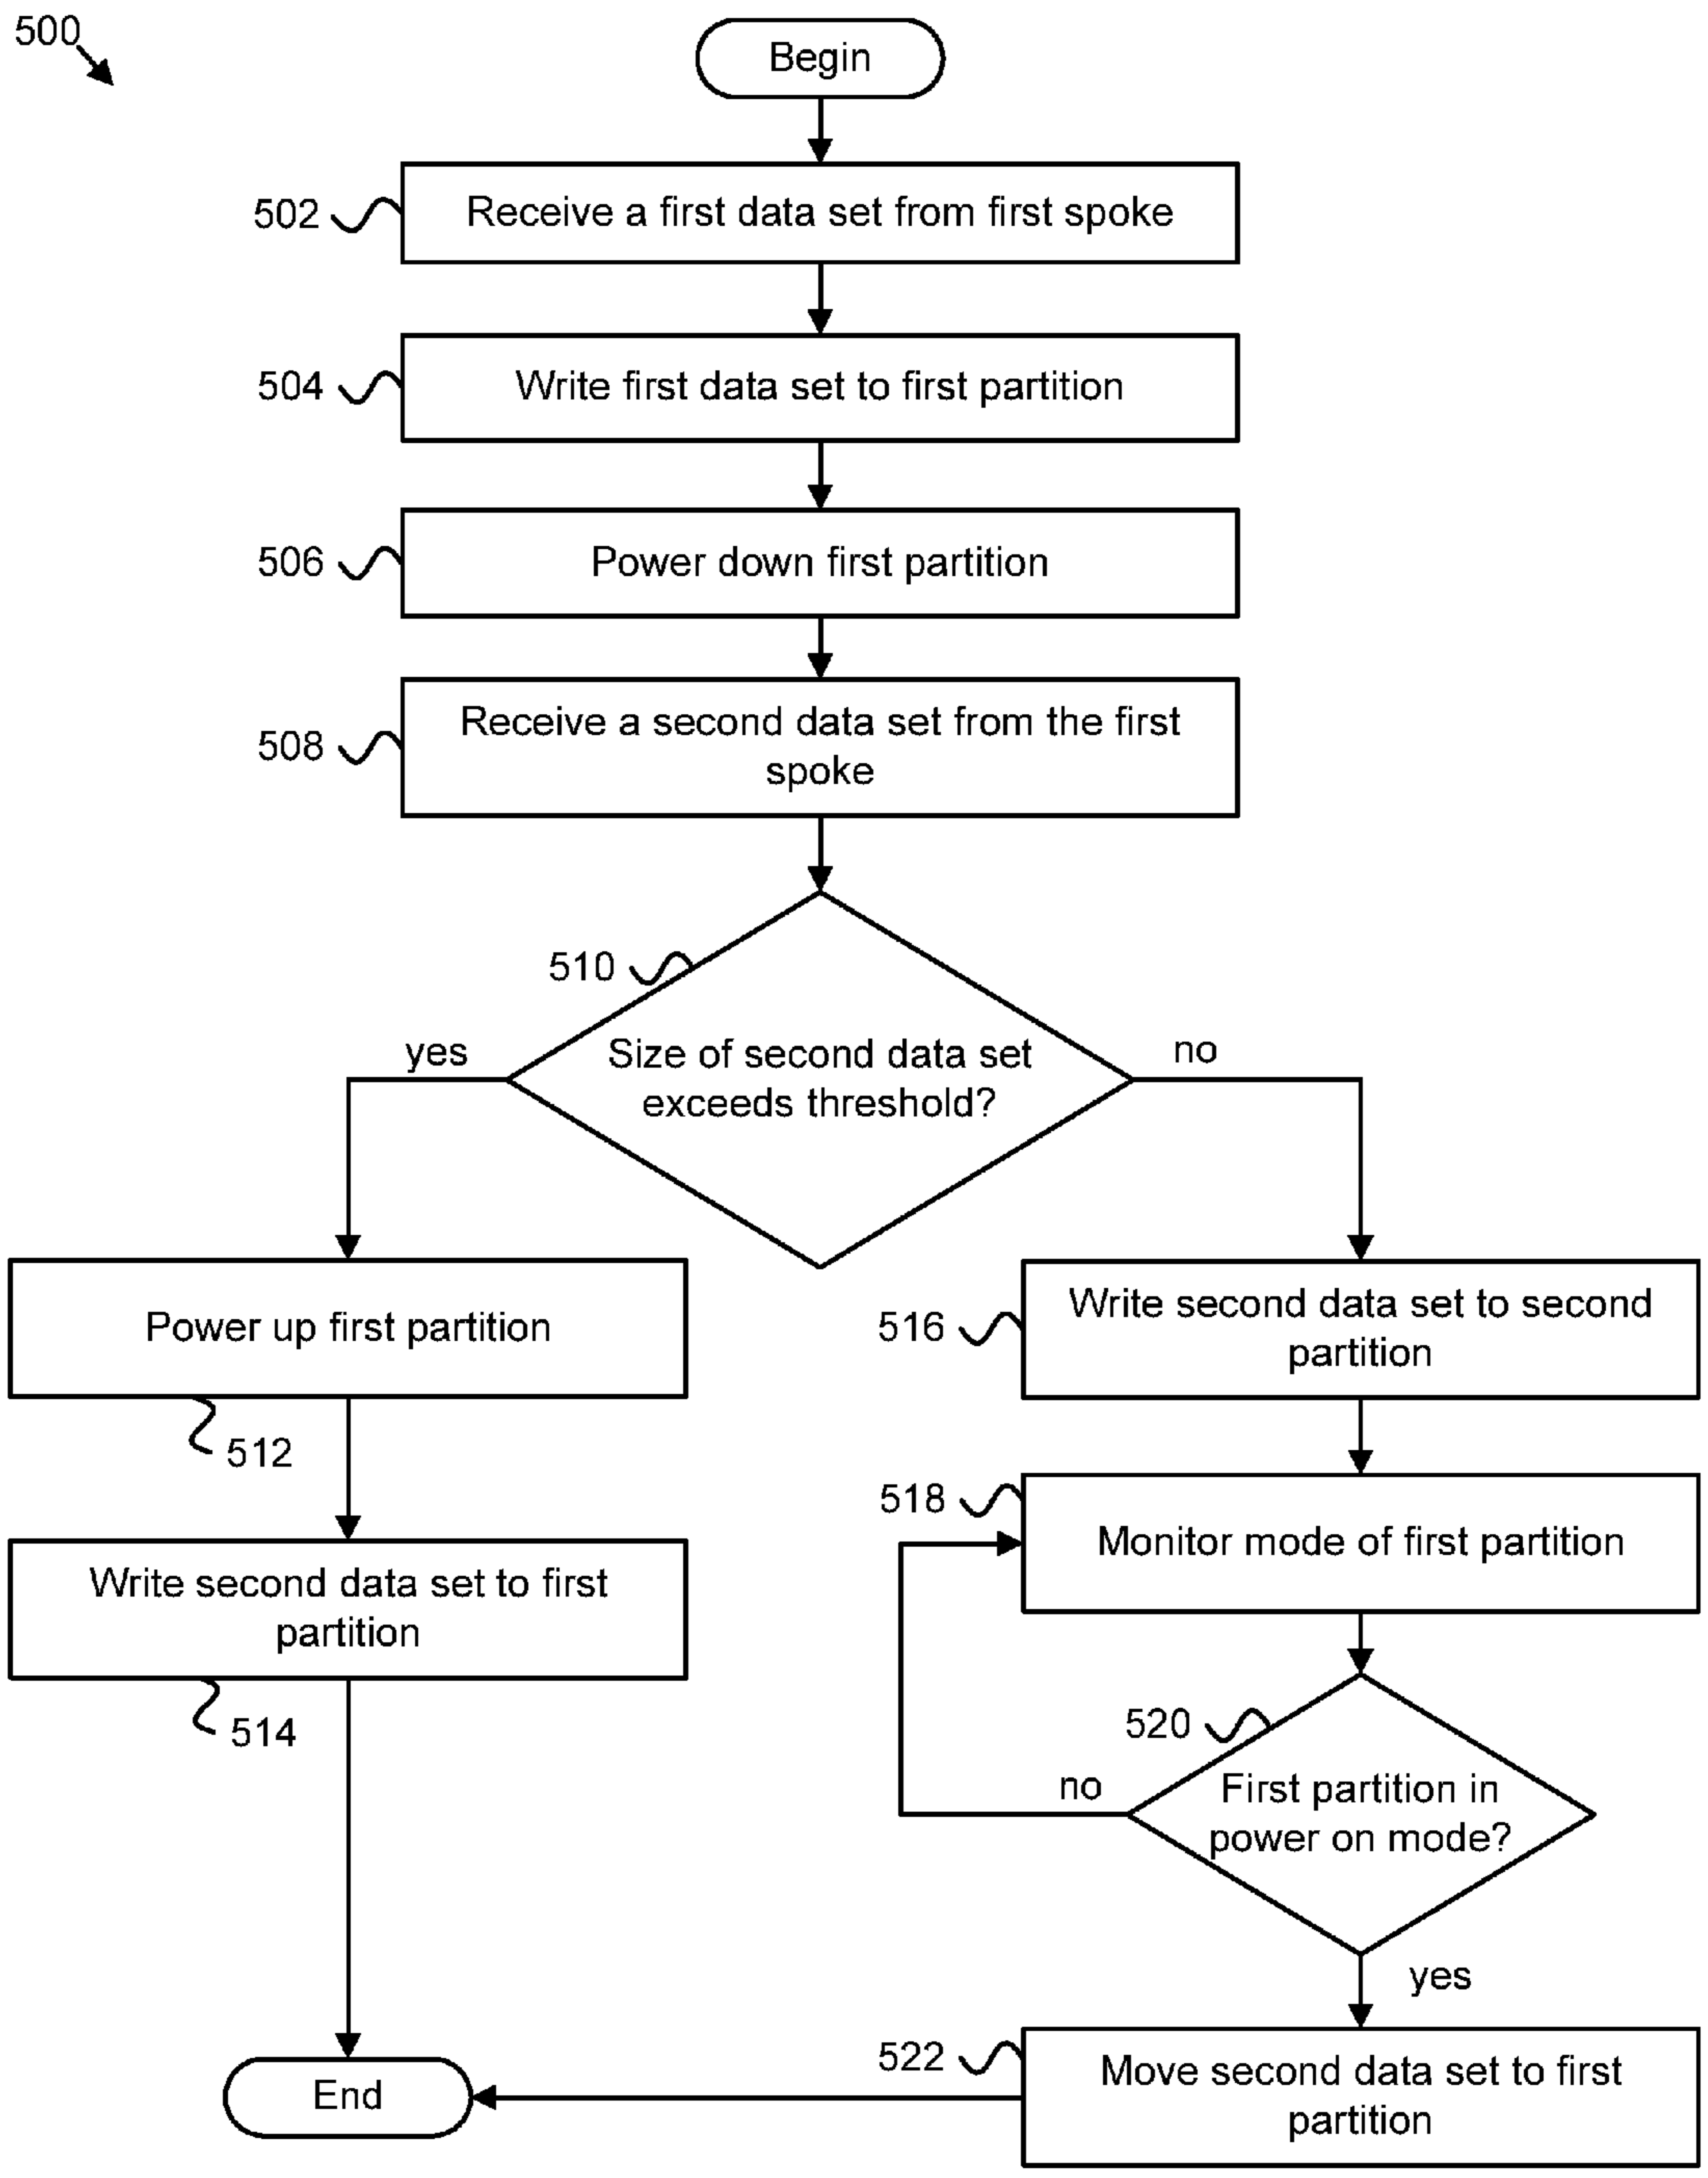 500
Begin
502
Receive a first data set from first spoke
504
Write first data set to first partition
506
Power down first partition
508
Receive a second data set from the first
spoke
510
Size of second data set
exceeds threshold?
yes
no
Power up first partition
512
Write second data set to first
partition
514
516
Write second data set to second
partition
518
Monitor mode of first partition
520
First partition in
power on mode?
no
yes
522
Move second data set to first
partition
End